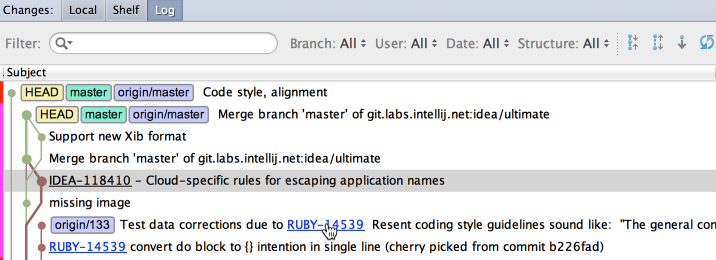 Changes: Local Shelf Log
Filter: Branch: All User: All Date: All Structure: All
Subject
HEAD master origin/master Code style, alignment
HEAD master origin/master Merge branch 'master' of git.labs.intellij.net:idea/ultimate
Support new Xib format
Merge branch 'master' of git.labs.intellij.net:idea/ultimate
IDEA-118410 - Cloud-specific rules for escaping application names
missing image
origin/133 Test data corrections due to RUBY-14539 Resent coding style guidelines sound like: "The general con
RUBY-14539 convert do block to {} intention in single line (cherry picked from commit b226fad)